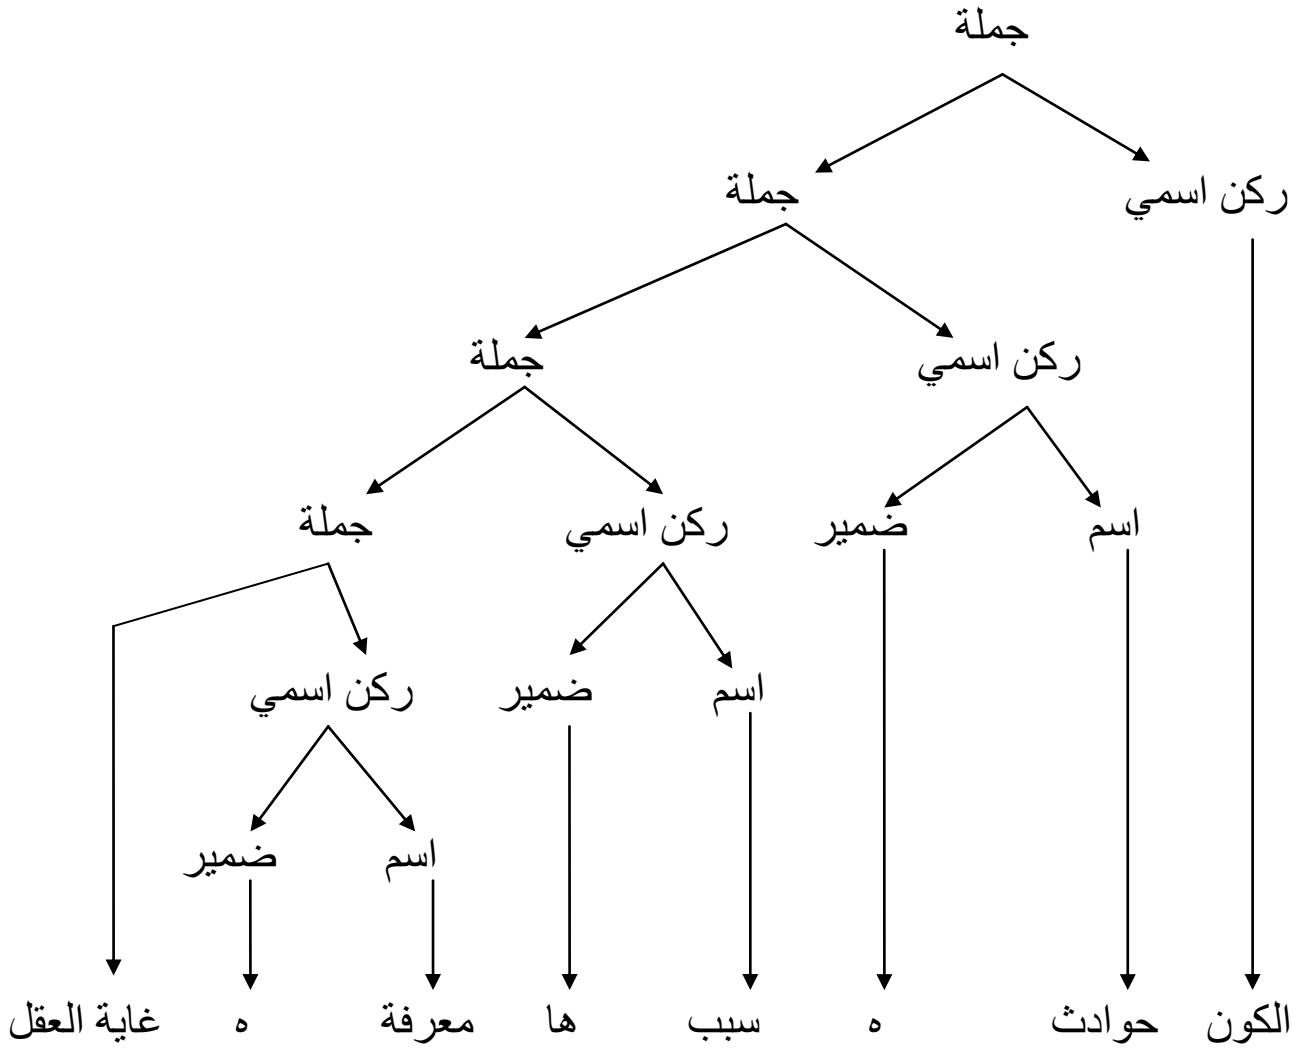 جملة
ركن اسمي جملة
ركن اسمي جملة
اسم ضمير ركن اسمي جملة
اسم ضمير ركن اسمي
اسم ضمير
الكون حوادث ه سبب ها معرفة ه غاية العقل